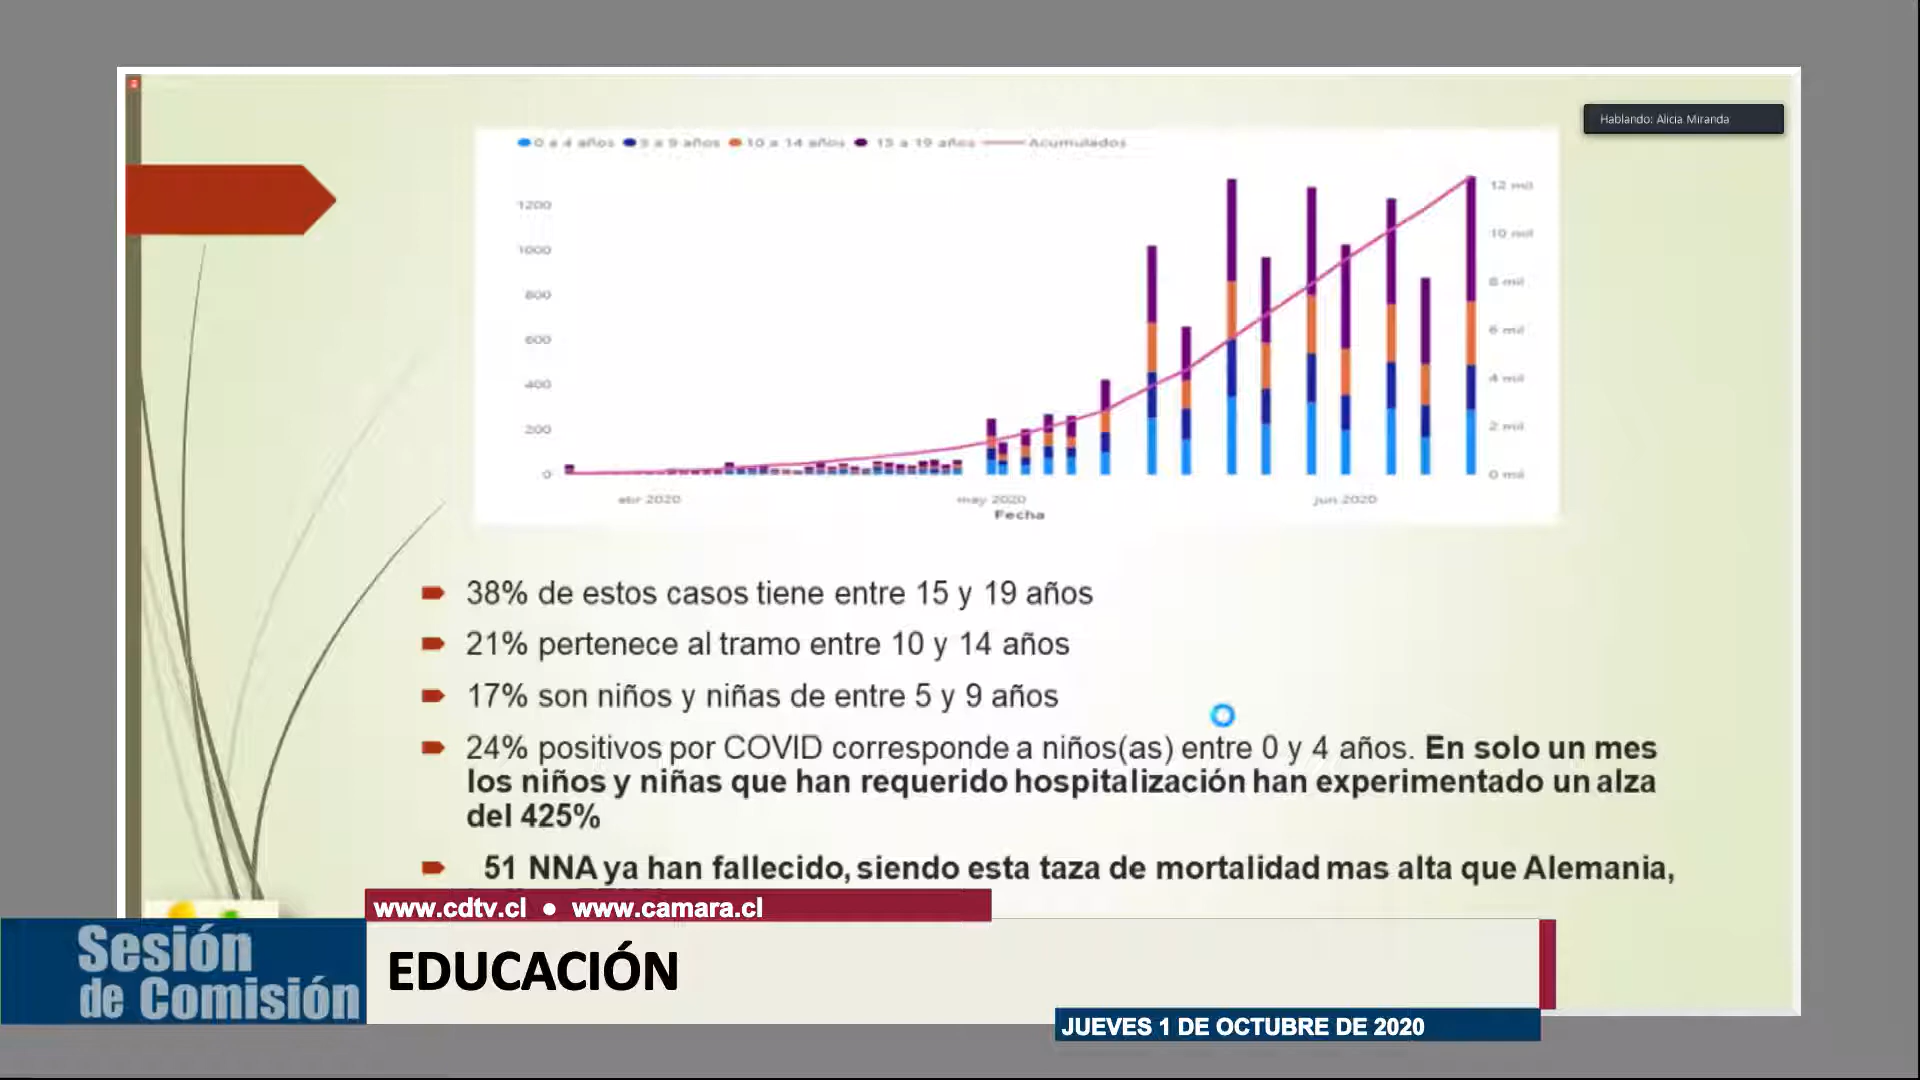 Hablando: Alicia Miranda
0 a 4 años 5 a 9 años 10 a 14 años 15 a 19 años Acumulados
1200
1000
800
600
400
200
0
12 mil
10 mil
8 mil
6 mil
4 mil
2 mil
0 mil
abr 2020 may 2020 jun 2020
Fecha
38% de estos casos tiene entre 15 y 19 años
21% pertenece al tramo entre 10 y 14 años
17% son niños y niñas de entre 5 y 9 años
24% positivos por COVID corresponde a niños(as) entre 0 y 4 años. En solo un mes
los niños y niñas que han requerido hospitalización han experimentado un alza
del 425%
51 NNA ya han fallecido, siendo esta taza de mortalidad mas alta que Alemania,
www.cdtv.cl ● www.camara.cl
Sesión
de Comisión
EDUCACIÓN
JUEVES 1 DE OCTUBRE DE 2020